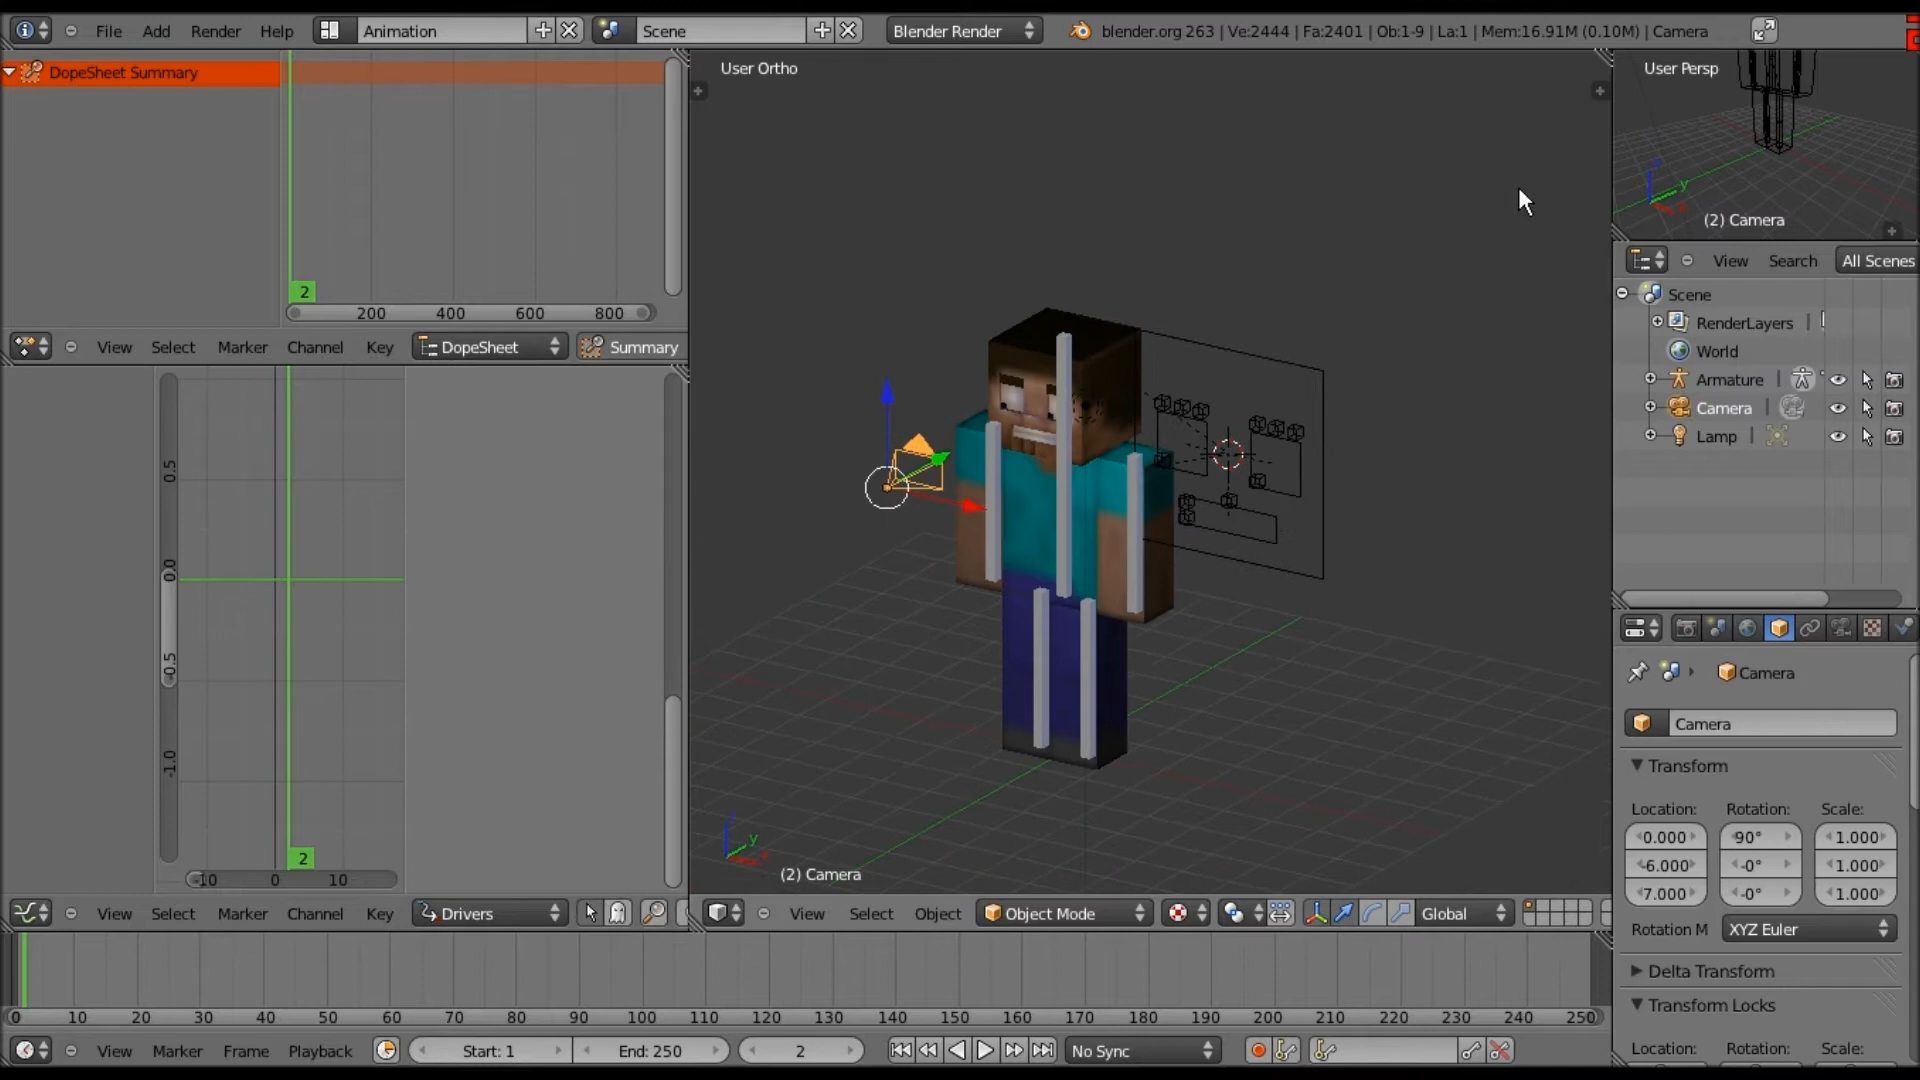 File Add Render Help Animation Scene Blender Render blender.org 263 | Ve:2444 | Fa:2401 | Ob:1-9 | La:1 | Mem:16.91M (0.10M) | Camera
DopeSheet Summary
2
200 400 600 800
View Select Marker Channel Key DopeSheet Summary
0.5
0.0
-0.5
-1.0
2
-10 0 10
View Select Marker Channel Key Drivers
User Ortho
(2) Camera
View Select Object Object Mode Global
User Persp
(2) Camera
View Search All Scenes
Scene
RenderLayers |
World
Armature |
Camera |
Lamp |
Camera
Camera
Transform
Location: Rotation: Scale:
0.000 90° 1.000
-6.000 -0° 1.000
7.000 -0° 1.000
Rotation M XYZ Euler
Delta Transform
Transform Locks
Location: Rotation: Scale:
0 10 20 30 40 50 60 70 80 90 100 110 120 130 140 150 160 170 180 190 200 210 220 230 240 250
View Marker Frame Playback Start: 1 End: 250 2 No Sync